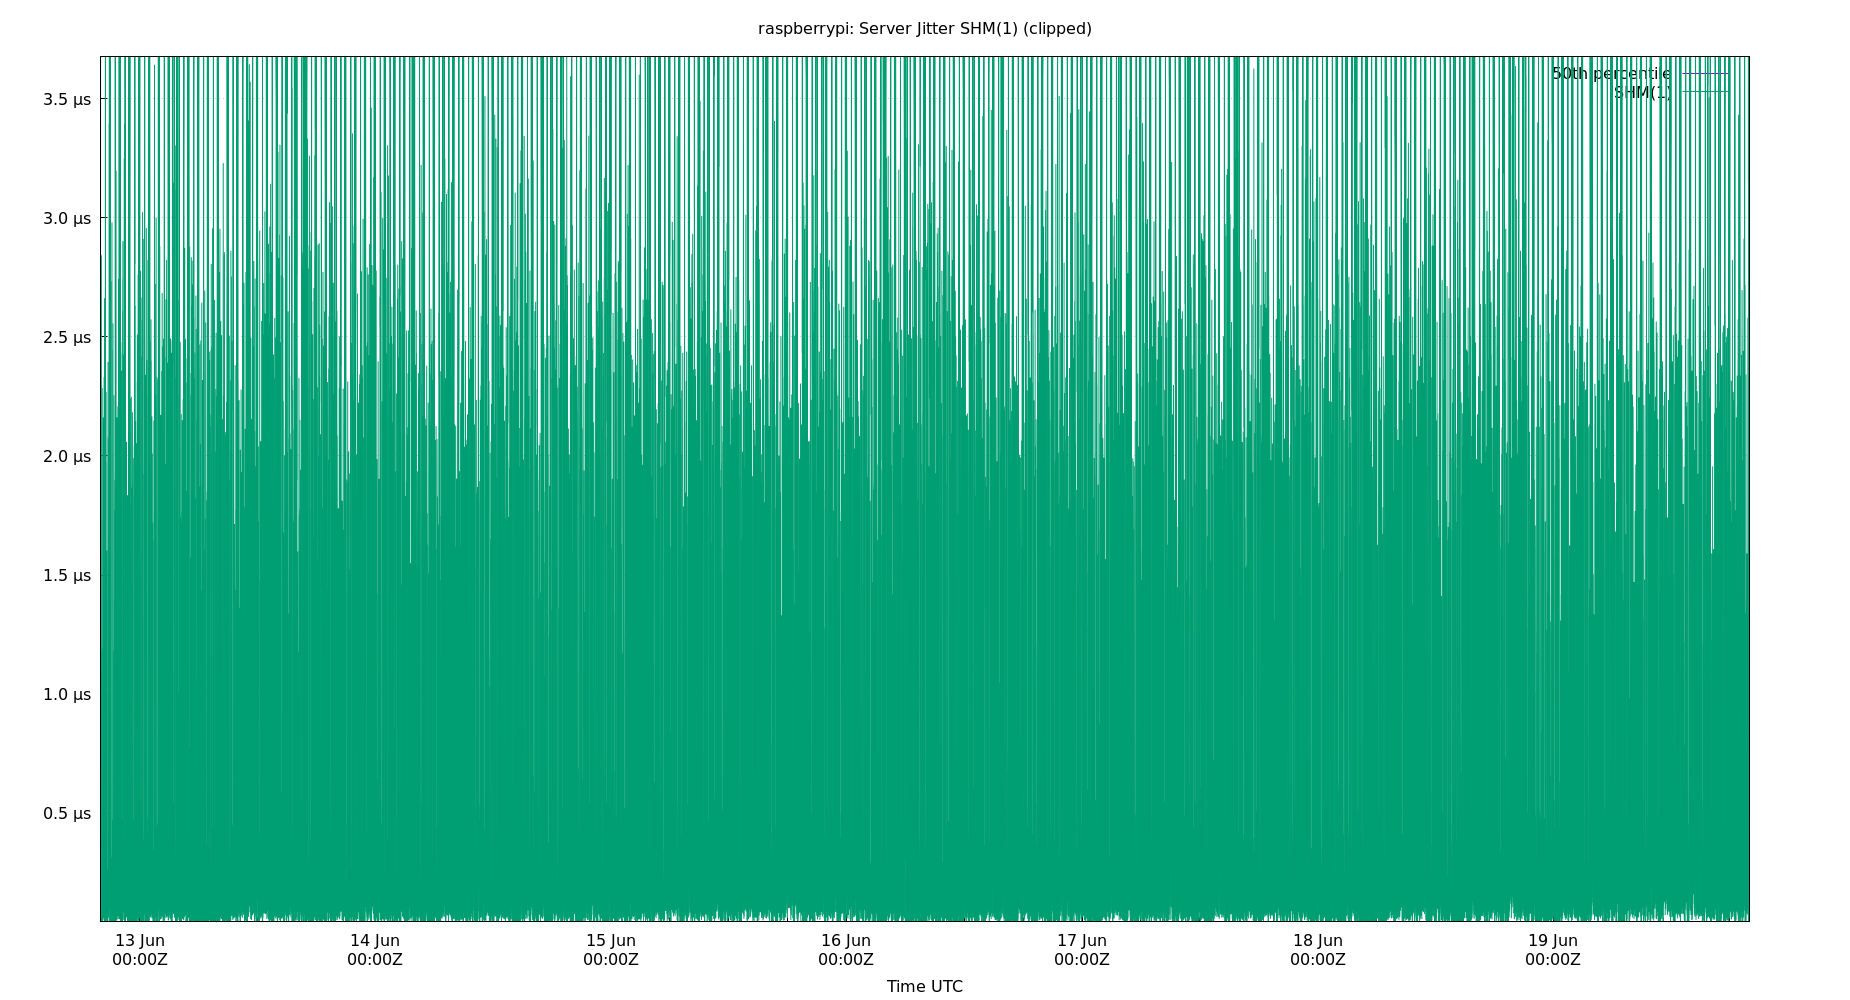 raspberrypi: Server Jitter SHM(1) (clipped)
50th percentile
SHM(1)
3.5 μs
3.0 μs
2.5 μs
2.0 μs
1.5 μs
1.0 μs
0.5 μs
13 Jun 14 Jun 15 Jun 16 Jun 17 Jun 18 Jun 19 Jun
00:00Z 00:00Z 00:00Z 00:00Z 00:00Z 00:00Z 00:00Z
Time UTC